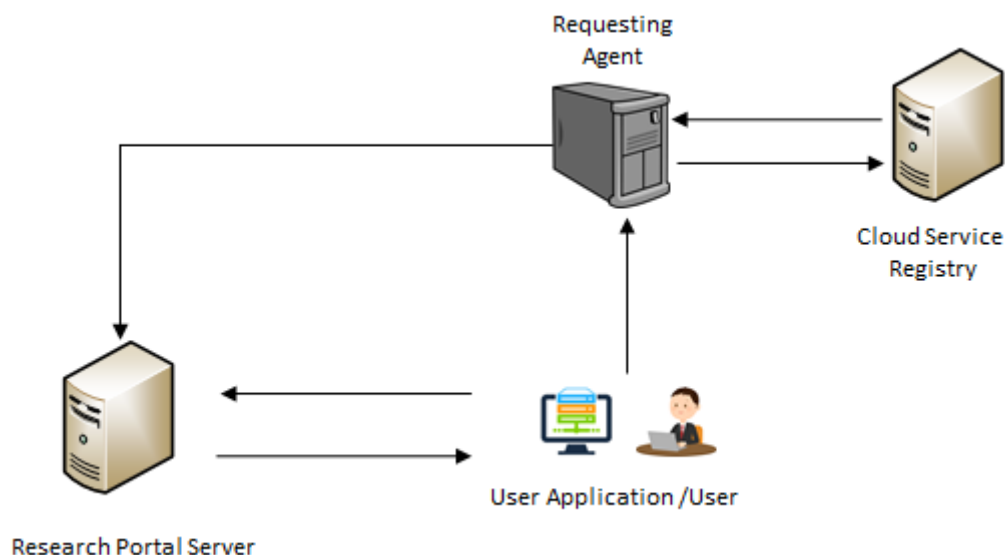 Requesting
Agent
Cloud Service
Registry
User Application /User
Research Portal Server